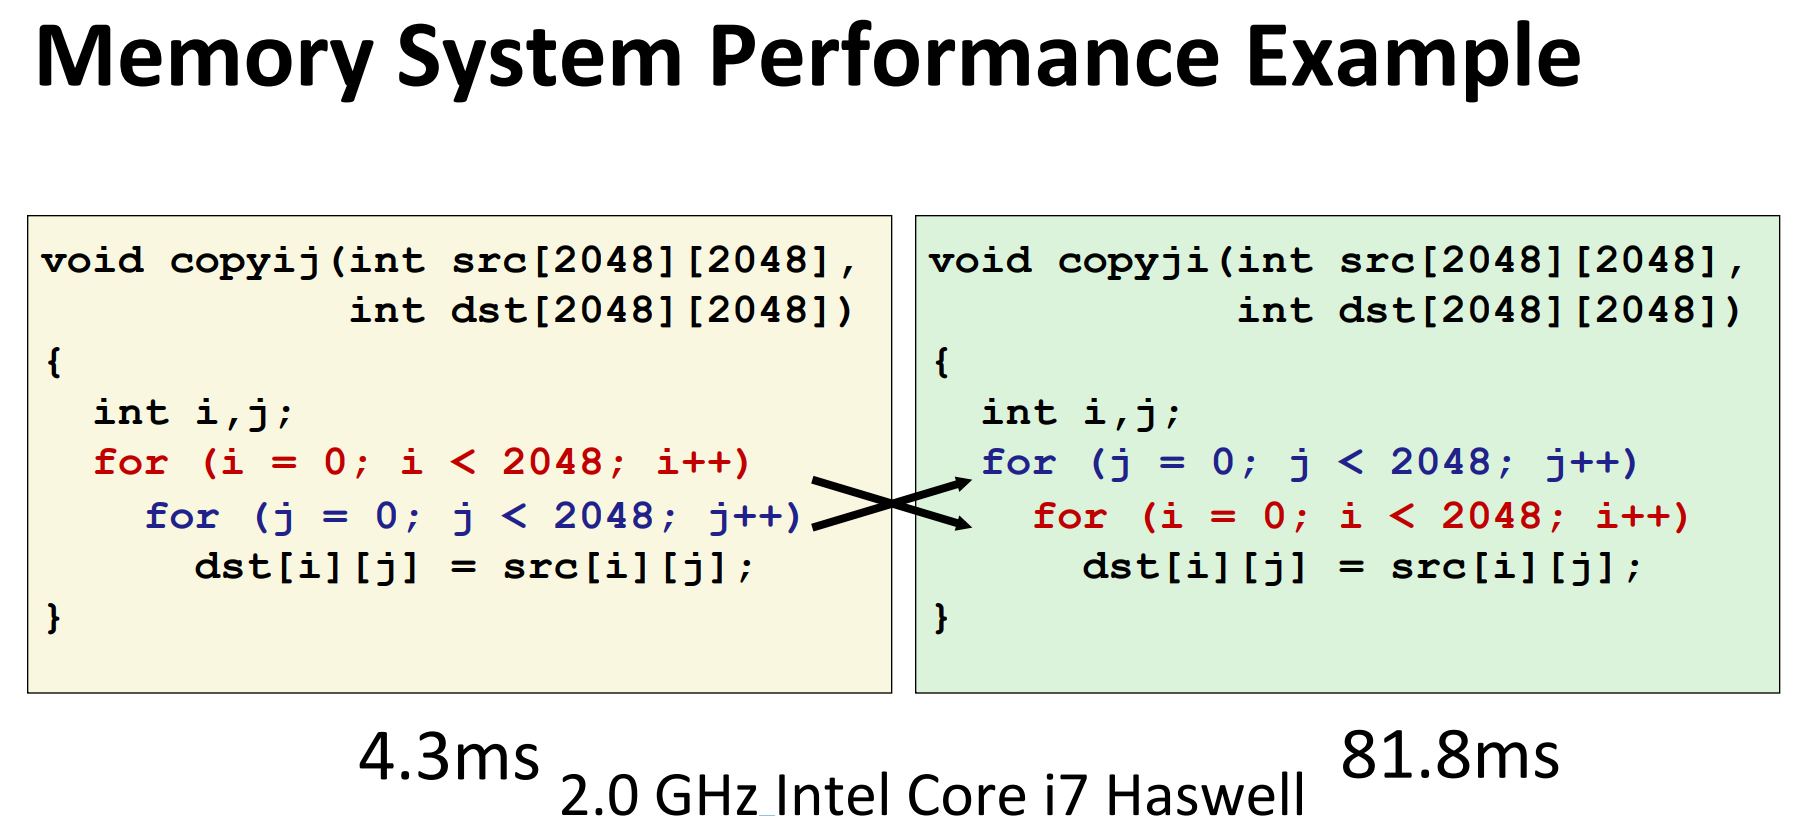 Memory System Performance Example
void copyij(int src[2048][2048],
            int dst[2048][2048])
{
  int i,j;
  for (i = 0; i < 2048; i++)
    for (j = 0; j < 2048; j++)
      dst[i][j] = src[i][j];
}
void copyji(int src[2048][2048],
            int dst[2048][2048])
{
  int i,j;
  for (j = 0; j < 2048; j++)
    for (i = 0; i < 2048; i++)
      dst[i][j] = src[i][j];
}
4.3ms
81.8ms
2.0 GHz Intel Core i7 Haswell